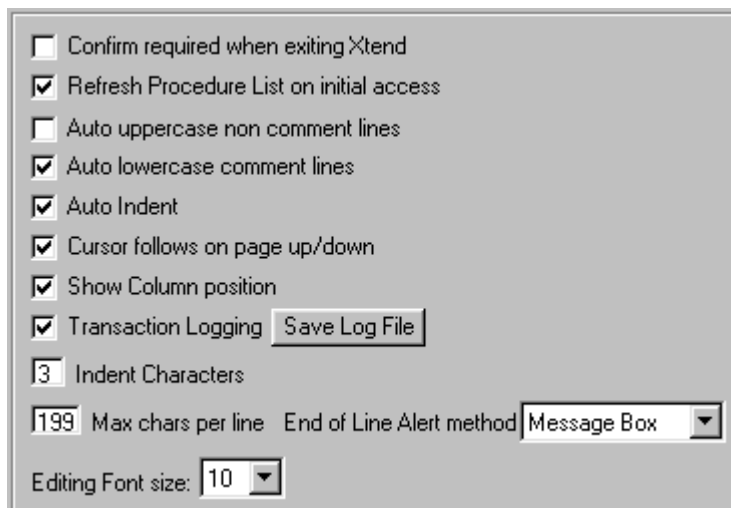 Confirm required when exiting Xtend
Refresh Procedure List on initial access
Auto uppercase non comment lines
Auto lowercase comment lines
Auto Indent
Cursor follows on page up/down
Show Column position
Transaction Logging Save Log File
3 Indent Characters
199 Max chars per line End of Line Alert method Message Box
Editing Font size: 10